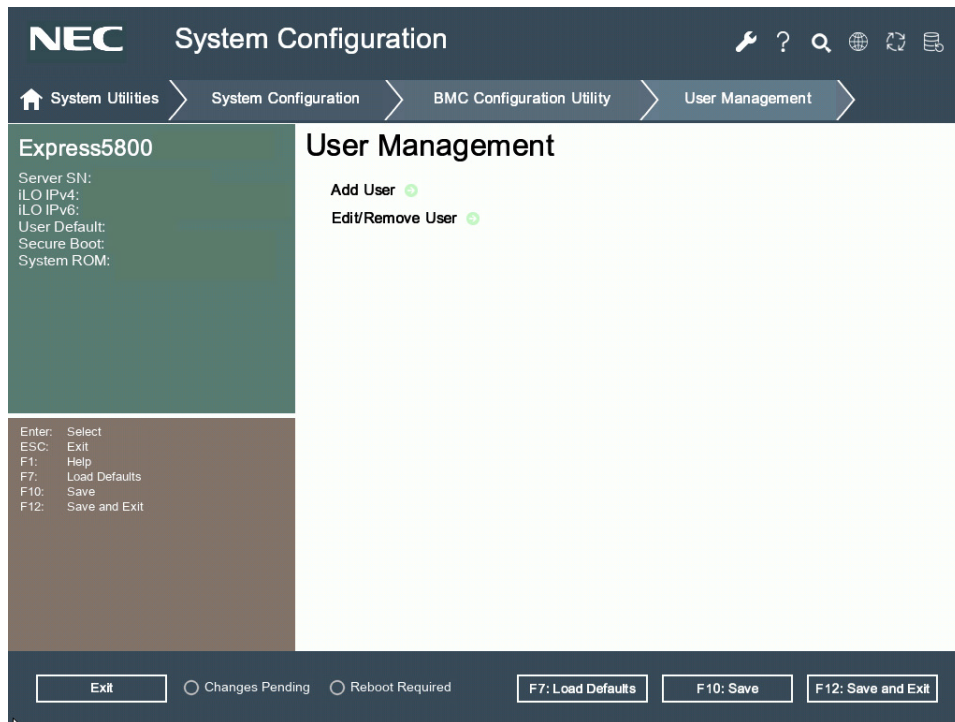 NEC System Configuration ?
System Utilities System Configuration BMC Configuration Utility User Management
Express5800
Server SN:
iLO IPv4:
iLO IPv6:
User Default:
Secure Boot:
System ROM:
User Management
Add User
Edit/Remove User
Enter: Select
ESC: Exit
F1: Help
F7: Load Defaults
F10: Save
F12: Save and Exit
Exit Changes Pending Reboot Required F7: Load Defaults F10: Save F12: Save and Exit